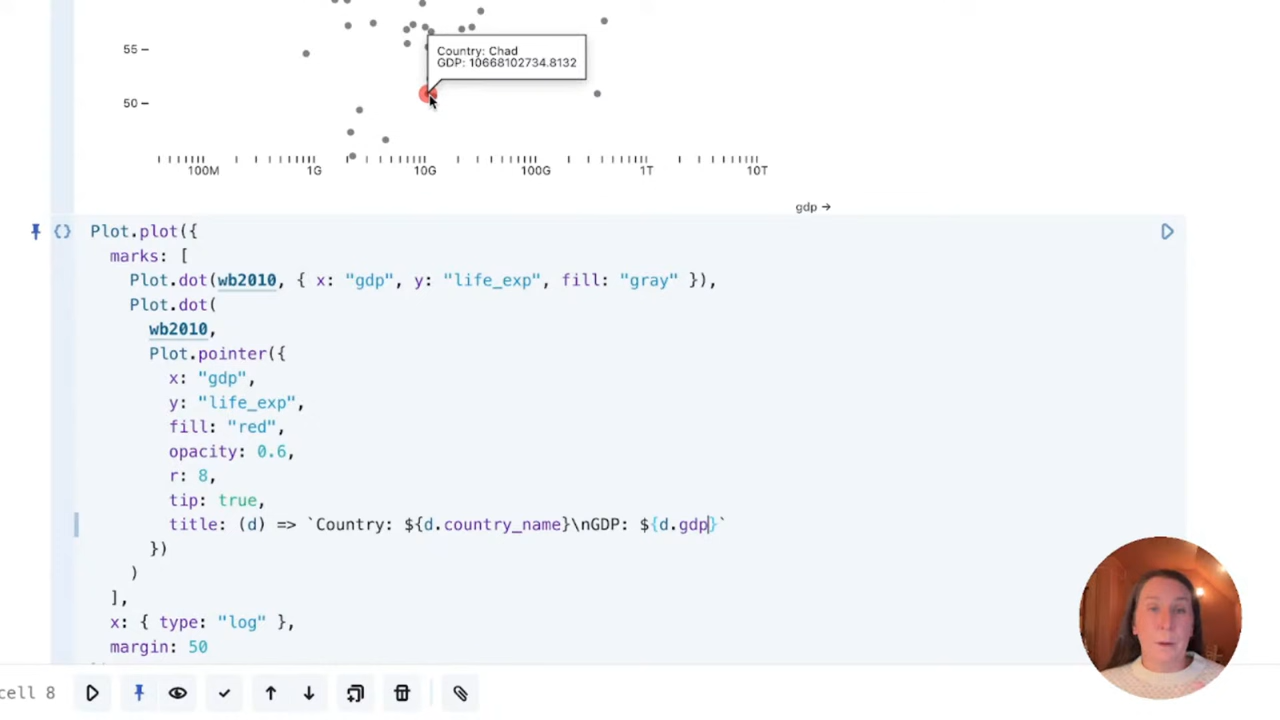 55
Country: Chad
GDP: 10668102734.8132
50
100M 1G 10G 100G 1T 10T
gdp →
Plot.plot({
marks: [
Plot.dot(wb2010, { x: "gdp", y: "life_exp", fill: "gray" }),
Plot.dot(
wb2010,
Plot.pointer({
x: "gdp",
y: "life_exp",
fill: "red",
opacity: 0.6,
r: 8,
tip: true,
title: (d) => `Country: ${d.country_name}\nGDP: ${d.gdp}`
})
)
],
x: { type: "log" },
margin: 50
cell 8